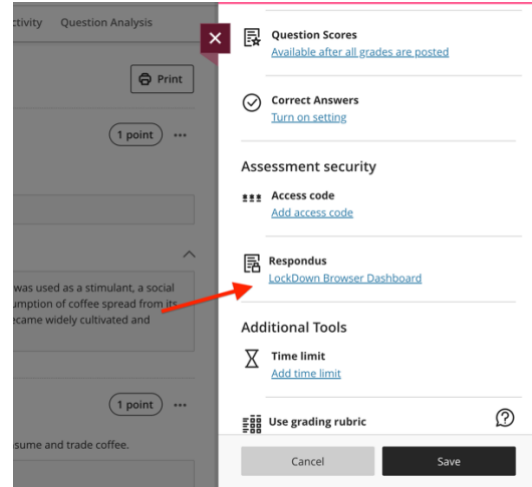 ctivity Question Analysis
Print
1 point
was used as a stimulant, a social
umption of coffee spread from its
ecame widely cultivated and
1 point
sume and trade coffee.
Question Scores
Available after all grades are posted
Correct Answers
Turn on setting
Assessment security
Access code
Add access code
Respondus
LockDown Browser Dashboard
Additional Tools
Time limit
Add time limit
Use grading rubric
Cancel Save